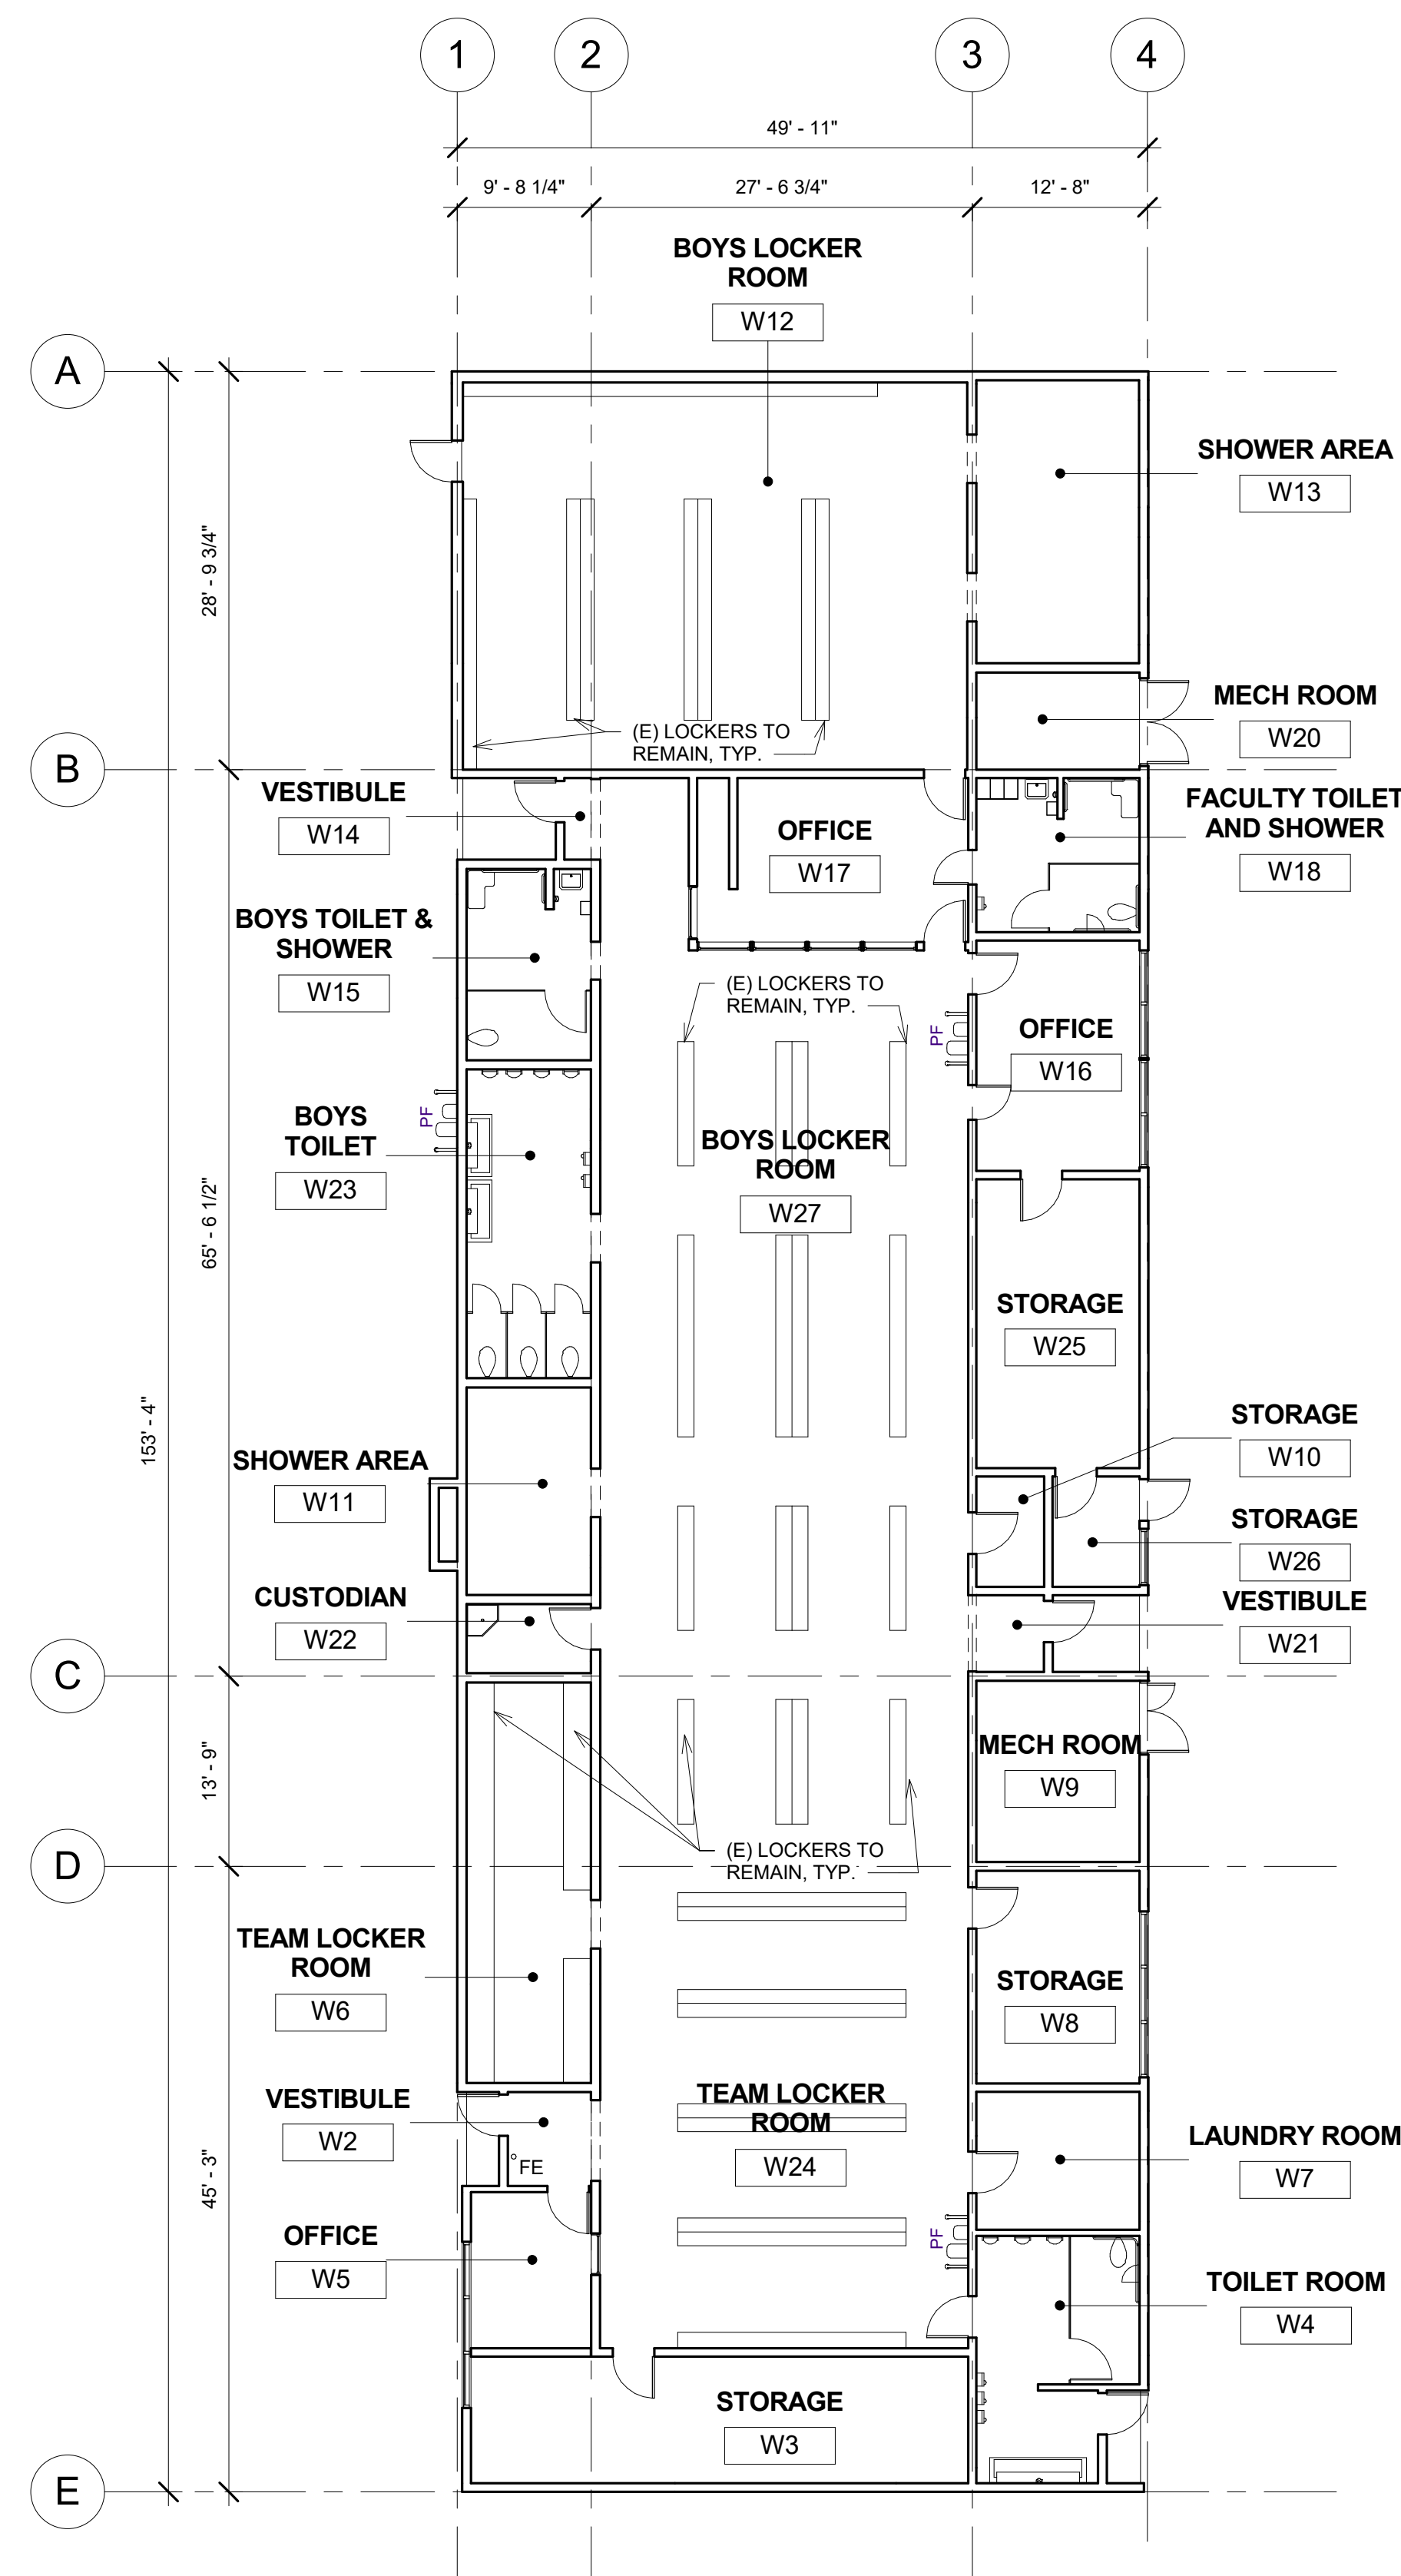 1
2
3
4
49' - 11"
9' - 8 1/4"
27' - 6 3/4"
12' - 8"
BOYS LOCKER
ROOM
W12
A
SHOWER AREA
W13
28' - 9 3/4"
MECH ROOM
W20
(E) LOCKERS TO
REMAIN, TYP.
B
VESTIBULE
W14
OFFICE
W17
FACULTY TOILET
AND SHOWER
W18
BOYS TOILET &
SHOWER
W15
(E) LOCKERS TO
REMAIN, TYP.
PF
OFFICE
W16
PF
BOYS
TOILET
W23
BOYS LOCKER
ROOM
W27
65' - 6 1/2"
STORAGE
W25
153' - 4"
STORAGE
W10
SHOWER AREA
W11
STORAGE
W26
CUSTODIAN
W22
VESTIBULE
W21
C
MECH ROOM
W9
13' - 9"
(E) LOCKERS TO
REMAIN, TYP.
D
TEAM LOCKER
ROOM
W6
STORAGE
W8
VESTIBULE
W2
FE
TEAM LOCKER
ROOM
W24
LAUNDRY ROOM
W7
45' - 3"
OFFICE
W5
PF
TOILET ROOM
W4
STORAGE
W3
E